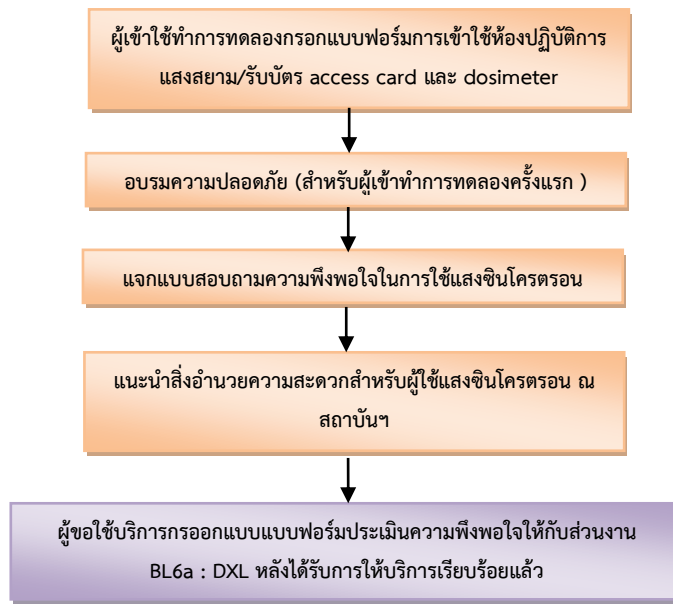 ผู้เข้าใช้ทำการทดลองกรอกแบบฟอร์มการเข้าใช้ห้องปฏิบัติการ
แสงสยาม/รับบัตร access card และ dosimeter
อบรมความปลอดภัย (สำหรับผู้เข้าทำการทดลองครั้งแรก )
แจกแบบสอบถามความพึงพอใจในการใช้แสงซินโครตรอน
แนะนำสิ่งอำนวยความสะดวกสำหรับผู้ใช้แสงซินโครตรอน ณ
สถาบันฯ
ผู้ขอใช้บริการกรออกแบบแบบฟอร์มประเมินความพึงพอใจให้กับส่วนงาน
BL6a : DXL หลังได้รับการให้บริการเรียบร้อยแล้ว